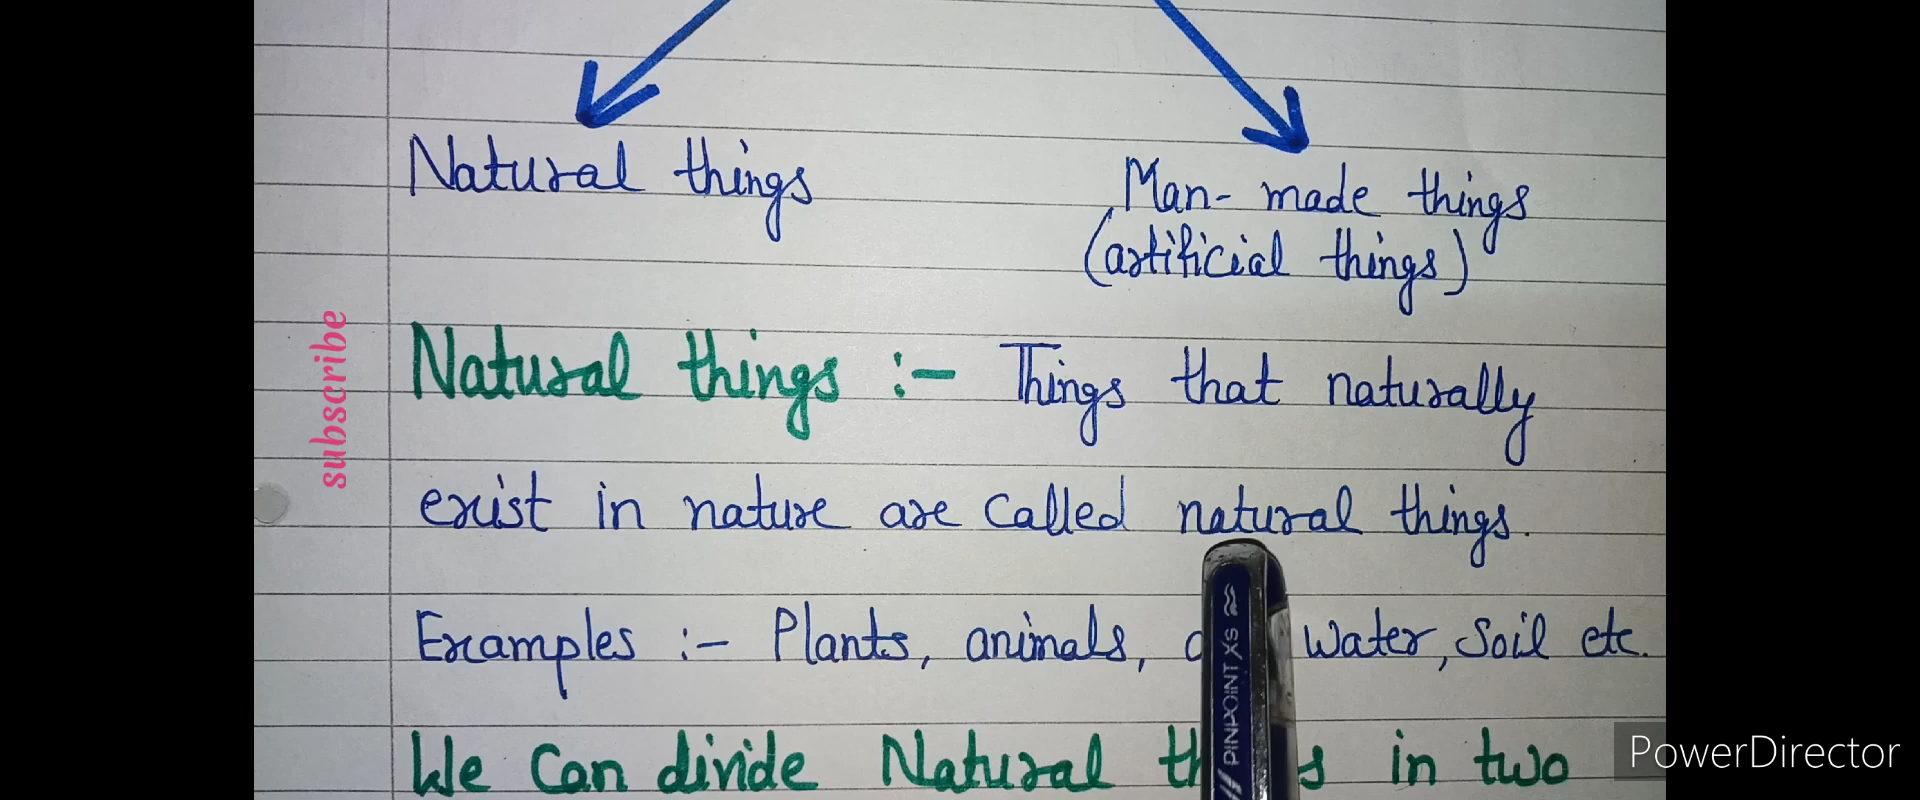 Natural things
Man-made things
(artificial things)
subscribe
Natural things :- Things that naturally
exist in nature are called natural things.
Examples :- Plants, animals, water, soil etc.
We can divide Natural in two
PINPOINT XS
PowerDirector